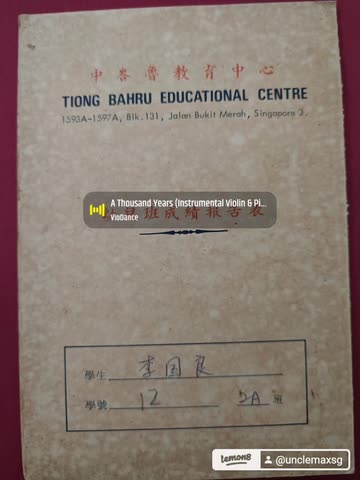 中峇魯教育中心
TIONG BAHRU EDUCATIONAL CENTRE
1593A-1597A, Blk.131, Jalan Bukit Merah, Singapore 3.
A Thousand Years (Instrumental Violin & Pi...
VioDance
班成績報告表
學生 李国良
學號 12 班
lemon8 @unclemaxsg